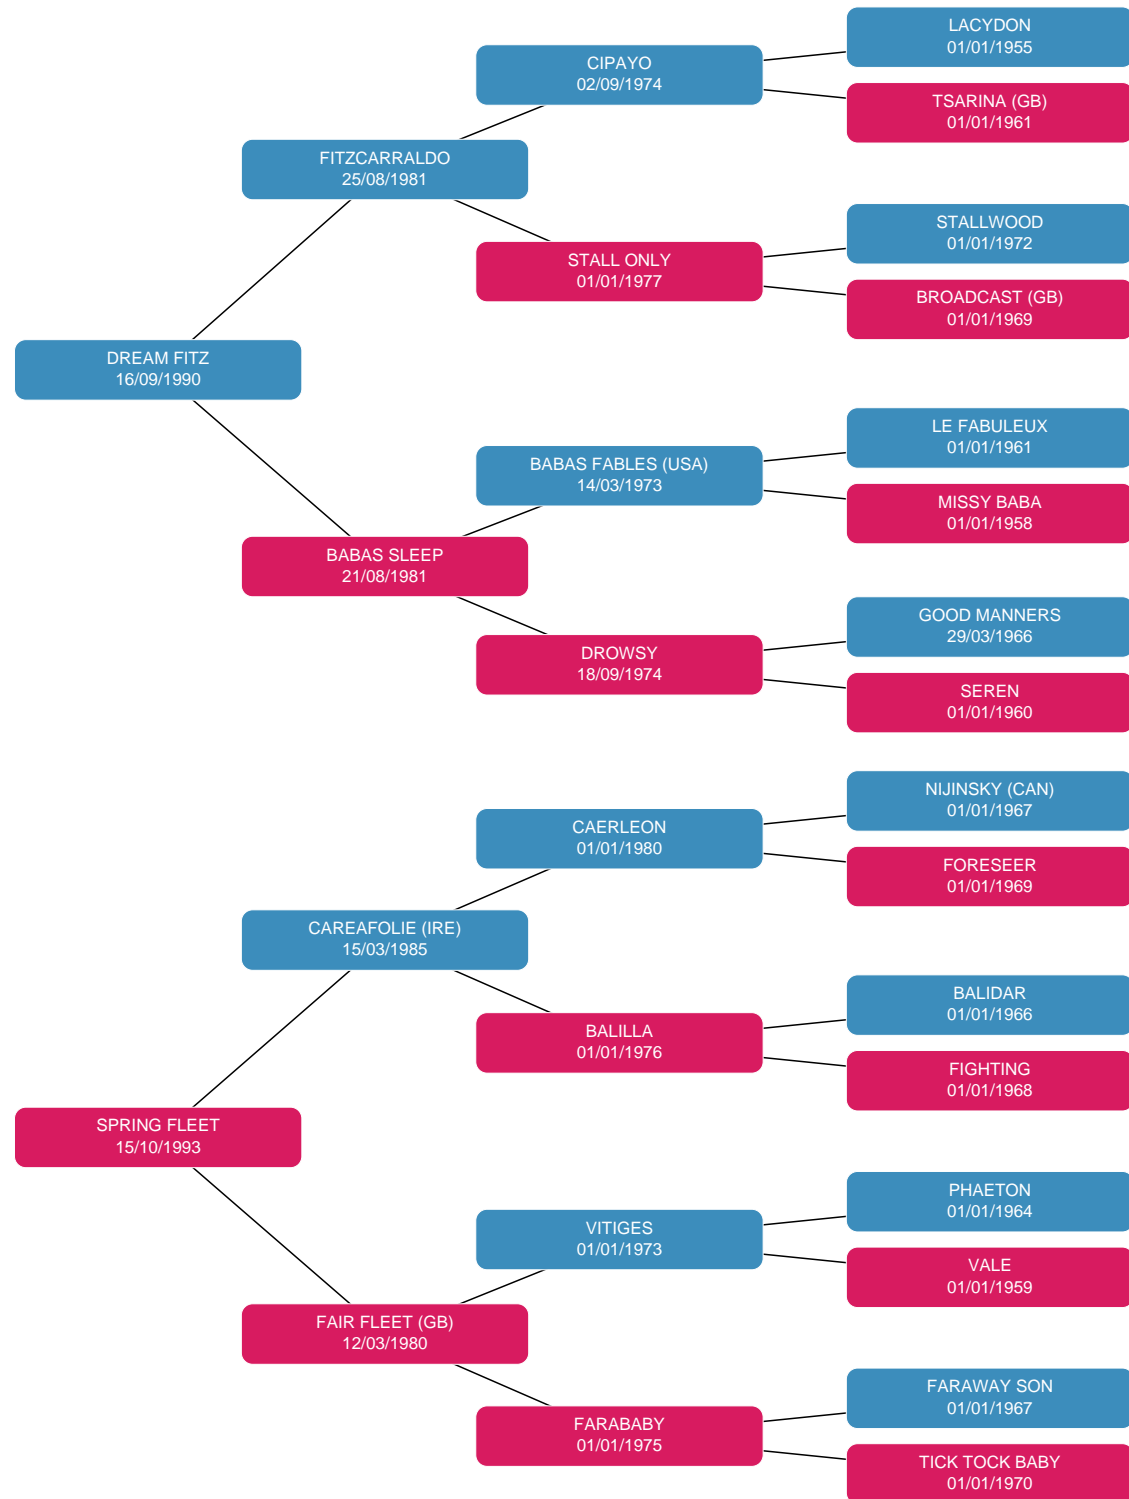 LACYDON
01/01/1955
CIPAYO
02/09/1974
TSARINA (GB)
01/01/1961
FITZCARRALDO
25/08/1981
STALLWOOD
01/01/1972
STALL ONLY
01/01/1977
BROADCAST (GB)
01/01/1969
DREAM FITZ
16/09/1990
LE FABULEUX
01/01/1961
BABAS FABLES (USA)
14/03/1973
MISSY BABA
01/01/1958
BABAS SLEEP
21/08/1981
GOOD MANNERS
29/03/1966
DROWSY
18/09/1974
SEREN
01/01/1960
NIJINSKY (CAN)
01/01/1967
CAERLEON
01/01/1980
FORESEER
01/01/1969
CAREAFOLIE (IRE)
15/03/1985
BALIDAR
01/01/1966
BALILLA
01/01/1976
FIGHTING
01/01/1968
SPRING FLEET
15/10/1993
PHAETON
01/01/1964
VITIGES
01/01/1973
VALE
01/01/1959
FAIR FLEET (GB)
12/03/1980
FARAWAY SON
01/01/1967
FARABABY
01/01/1975
TICK TOCK BABY
01/01/1970